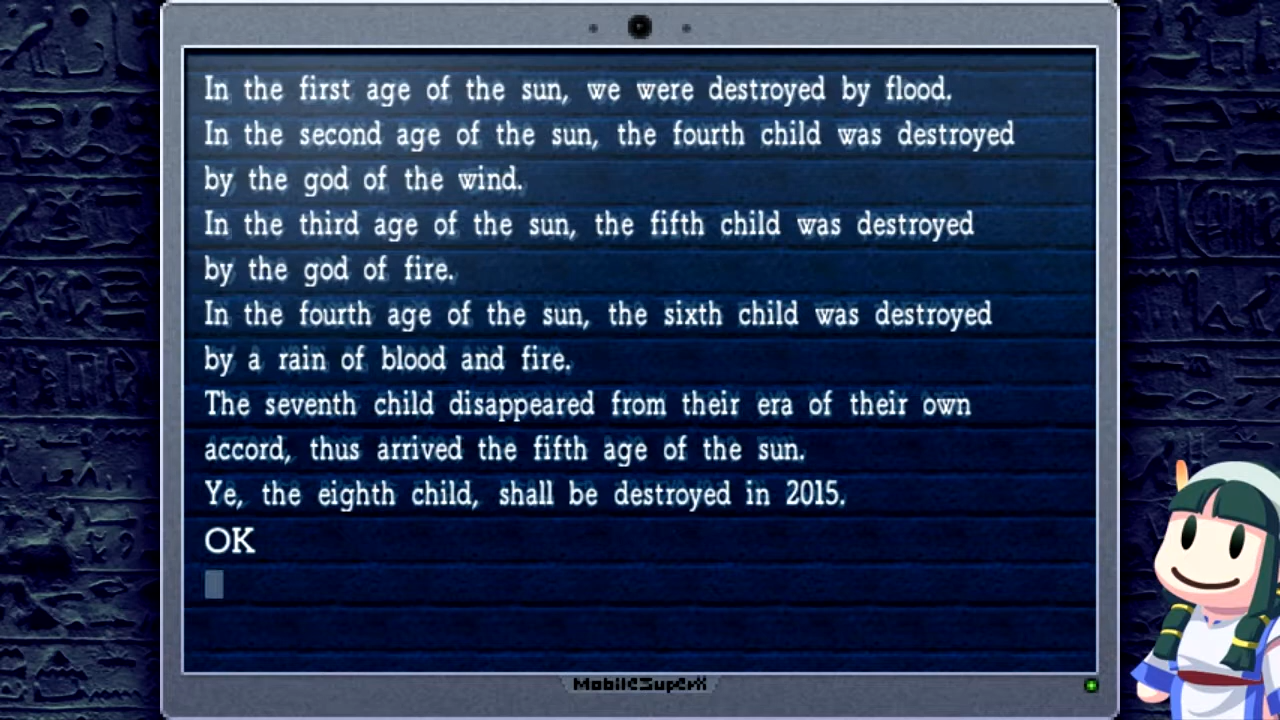 In the first age of the sun, we were destroyed by flood.
In the second age of the sun, the fourth child was destroyed
by the god of the wind.
In the third age of the sun, the fifth child was destroyed
by the god of fire.
In the fourth age of the sun, the sixth child was destroyed
by a rain of blood and fire.
The seventh child disappeared from their era of their own
accord, thus arrived the fifth age of the sun.
Ye, the eighth child, shall be destroyed in 2015.
OK
MobileSuperX